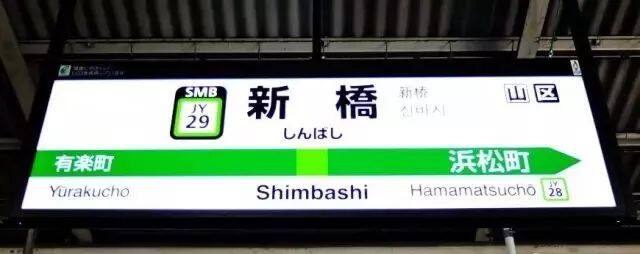 SMB
JY
29
新橋
しんばし
新桥
신바시
山 区
有楽町
浜松町
Yūrakuchō
Shimbashi
Hamamatsuchō
JY
28